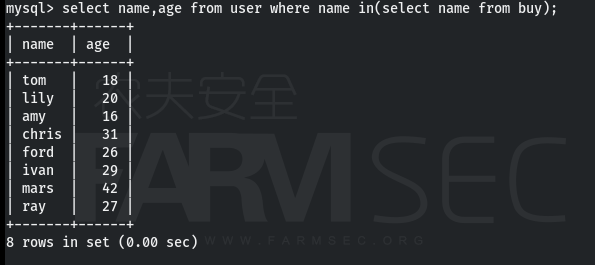 mysql> select name,age from user where name in(select name from buy);
+-------+------+
| name  | age  |
+-------+------+
| tom   |   18 |
| lily  |   20 |
| amy   |   16 |
| chris |   31 |
| ford  |   26 |
| ivan  |   29 |
| mars  |   42 |
| ray   |   27 |
+-------+------+
8 rows in set (0.00 sec)
农夫安全
FARMSEC
WWW.FARMSEC.ORG